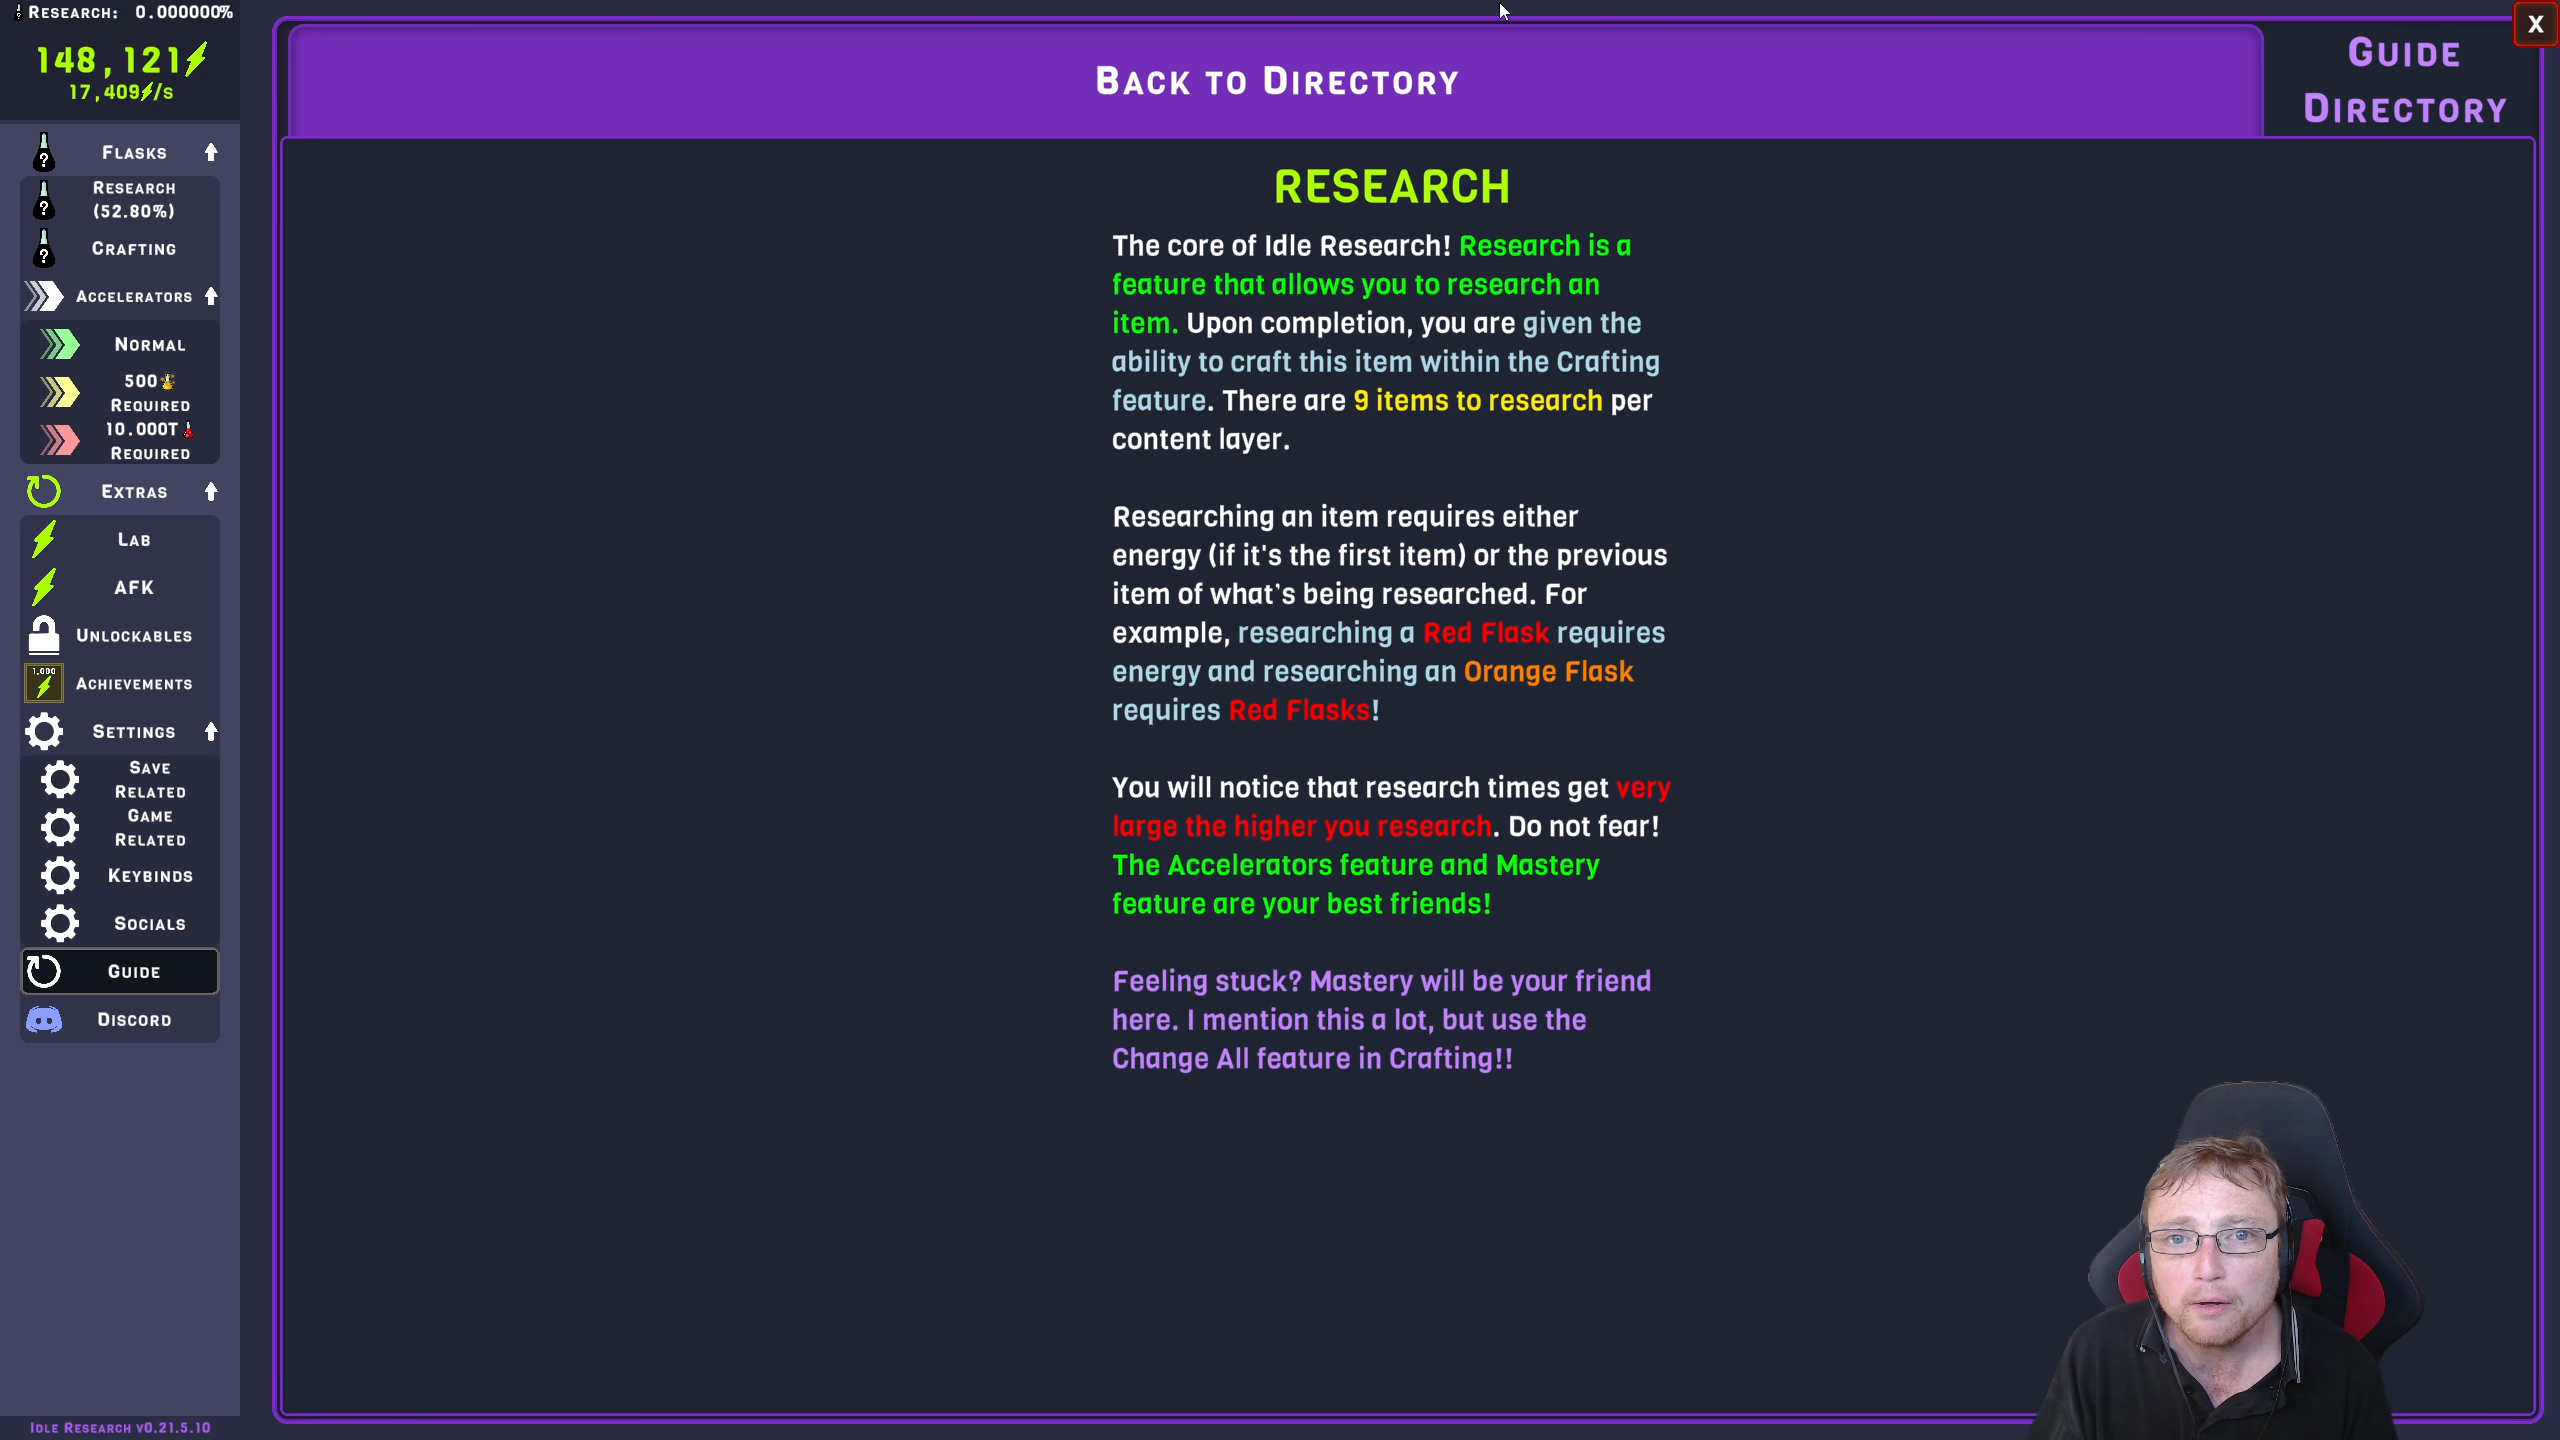 Research: 0.000000%
148,121
17,409/s
Flasks
Research
(52.80%)
Crafting
Accelerators
Normal
500
Required
10.000T
Required
Extras
Lab
AFK
Unlockables
1,000
Achievements
Settings
Save
Related
Game
Related
Keybinds
Socials
Guide
Discord
Idle Research v0.21.5.10
Back to Directory
Guide
Directory
X
RESEARCH
The core of Idle Research! Research is a
feature that allows you to research an
item. Upon completion, you are given the
ability to craft this item within the Crafting
feature. There are 9 items to research per
content layer.
Researching an item requires either
energy (if it's the first item) or the previous
item of what's being researched. For
example, researching a Red Flask requires
energy and researching an Orange Flask
requires Red Flasks!
You will notice that research times get very
large the higher you research. Do not fear!
The Accelerators feature and Mastery
feature are your best friends!
Feeling stuck? Mastery will be your friend
here. I mention this a lot, but use the
Change All feature in Crafting!!